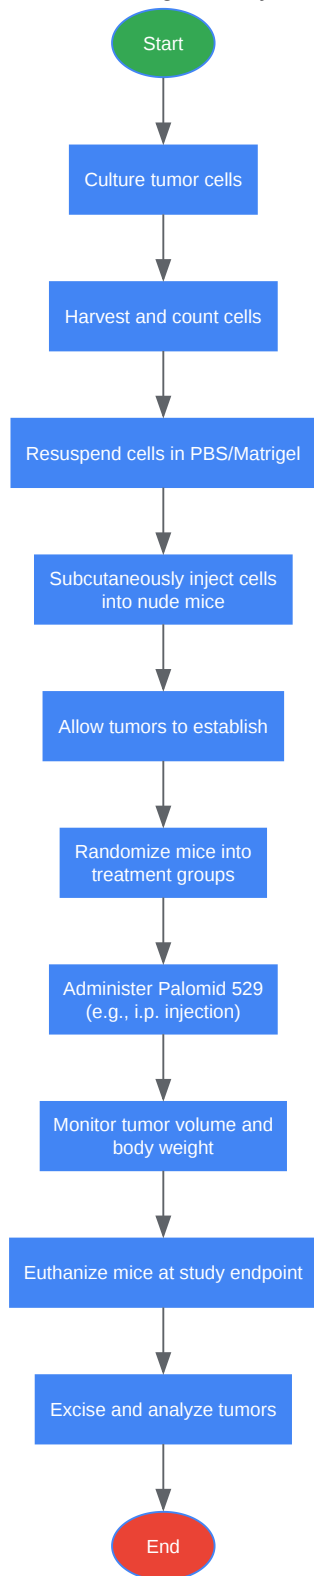 Start
Culture tumor cells
Harvest and count cells
Resuspend cells in PBS/Matrigel
Subcutaneously inject cells
into nude mice
Allow tumors to establish
Randomize mice into
treatment groups
Administer Palomid 529
(e.g., i.p. injection)
Monitor tumor volume and
body weight
Euthanize mice at study endpoint
Excise and analyze tumors
End